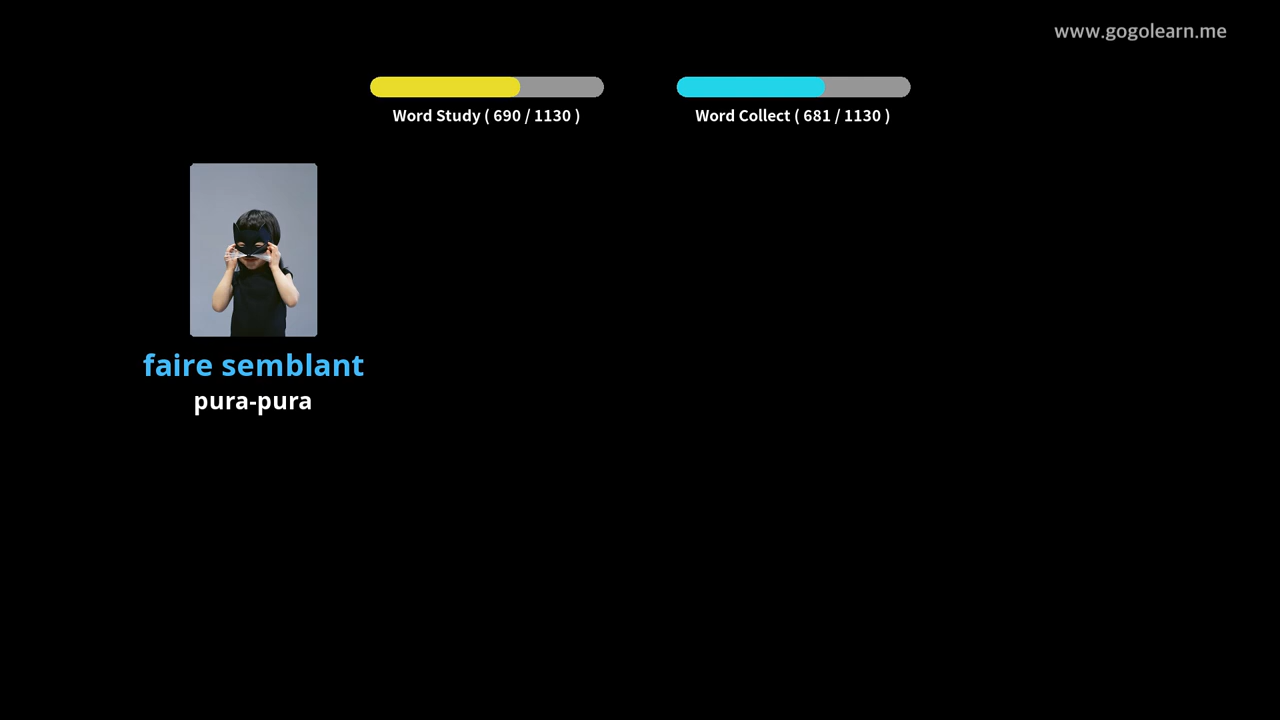 www.gogolearn.me
Word Study ( 690 / 1130 )
Word Collect ( 681 / 1130 )
faire semblant
pura-pura